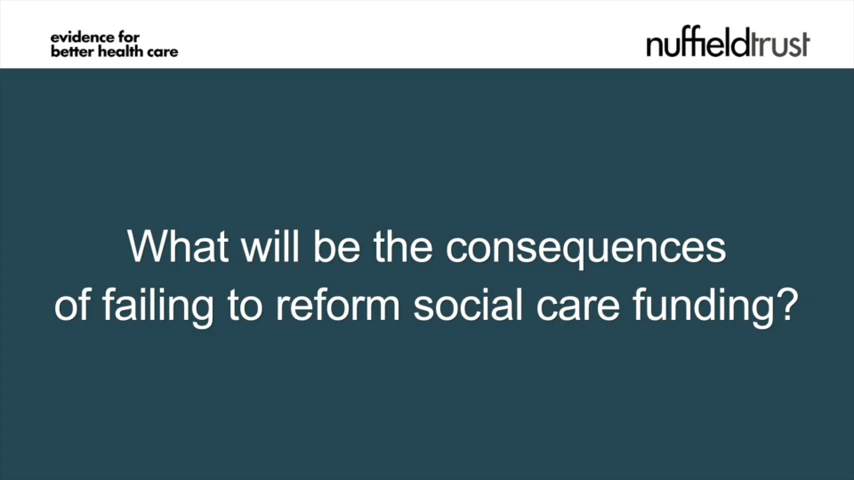 evidence for
better health care
nuffieldtrust
What will be the consequences
of failing to reform social care funding?